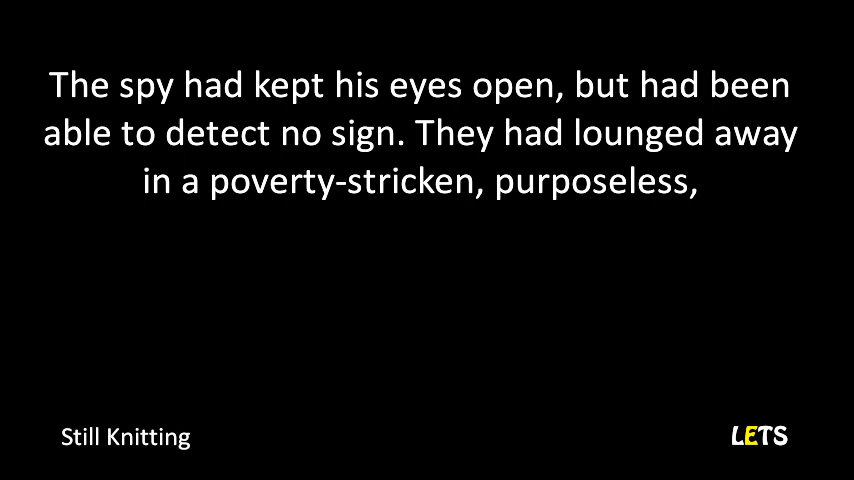 The spy had kept his eyes open, but had been
able to detect no sign. They had lounged away
in a poverty-stricken, purposeless,
Still Knitting
LETS